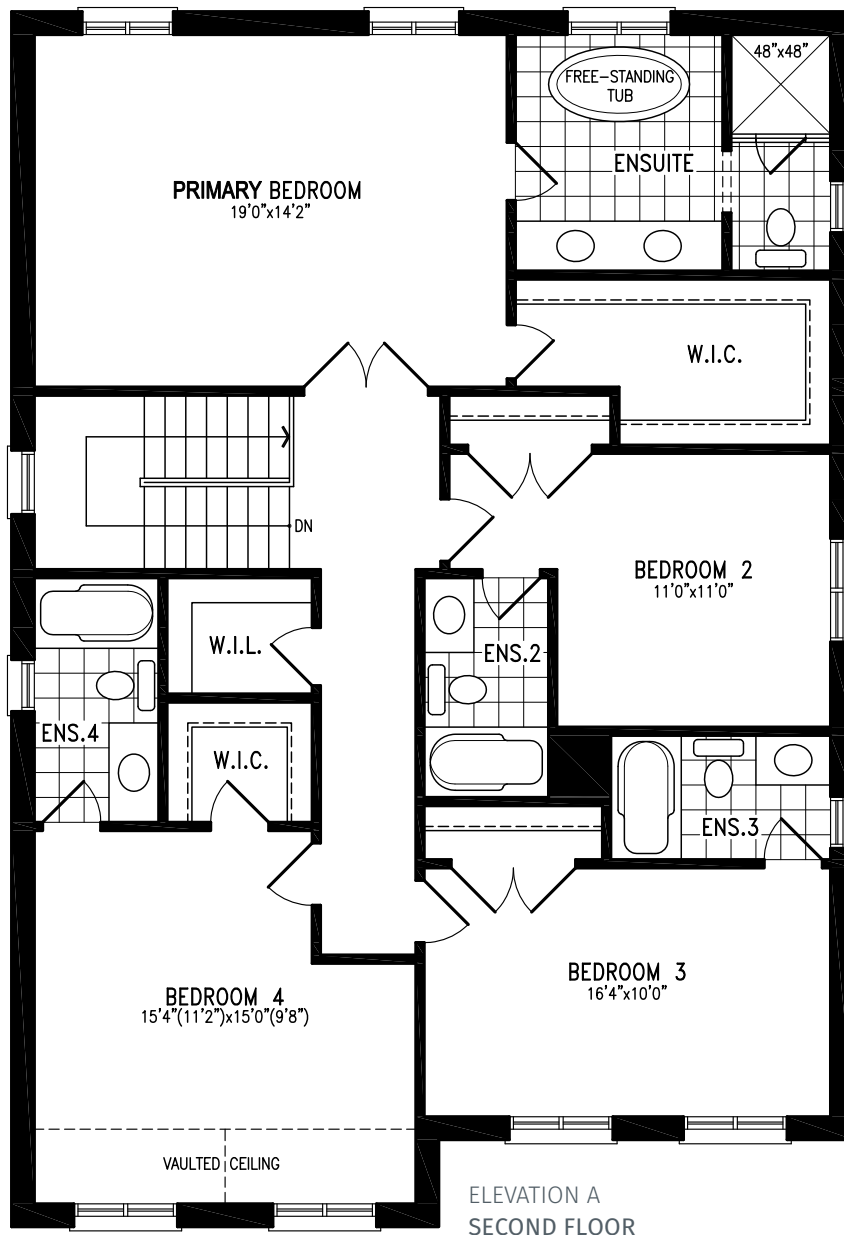 48"x48"
FREE-STANDING
TUB
ENSUITE
PRIMARY BEDROOM
19'0"x14'2"
W.I.C.
DN
BEDROOM 2
11'0"x11'0"
W.I.L.
ENS.2
ENS.4
W.I.C.
ENS.3
BEDROOM 3
16'4"x10'0"
BEDROOM 4
15'4"(11'2")x15'0"(9'8")
VAULTED CEILING
ELEVATION A
SECOND FLOOR